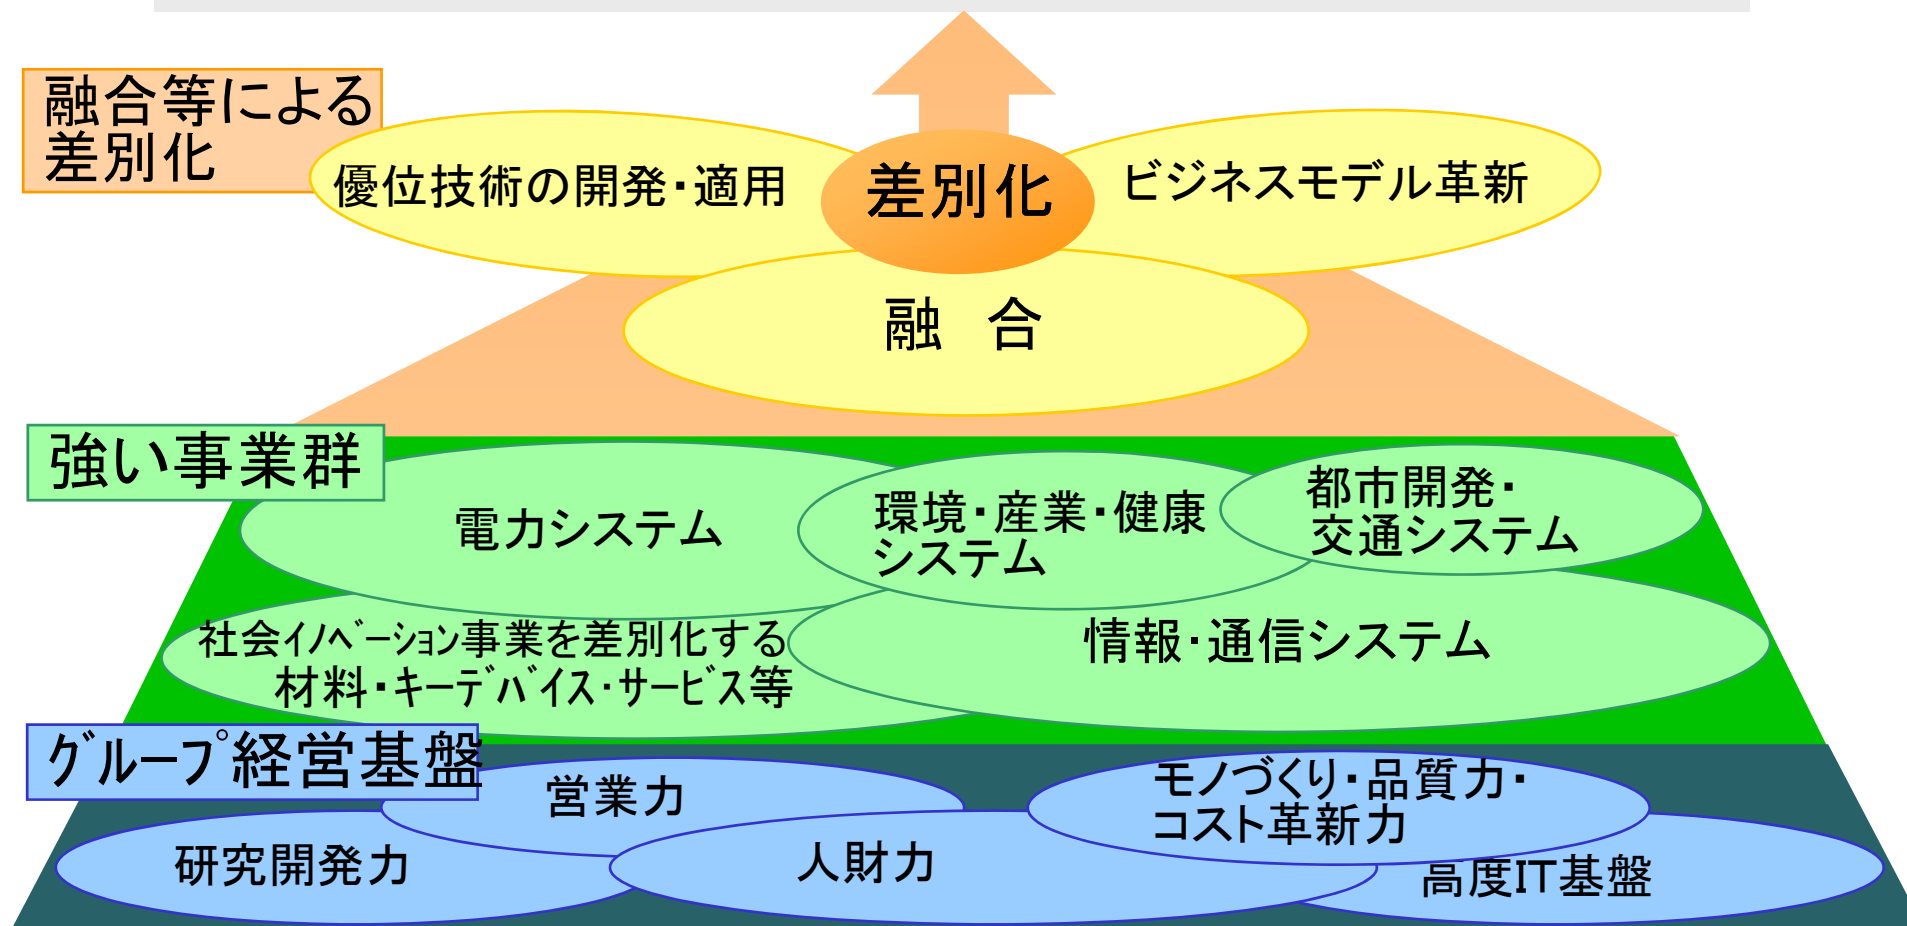 融合等による
差別化
優位技術の開発・適用
差別化
ビジネスモデル革新
融　合
強い事業群
電力システム
環境・産業・健康
システム
都市開発・
交通システム
社会ｲﾉﾍﾞｰｼｮﾝ事業を差別化する
材料・ｷｰﾃﾞﾊﾞｲｽ・ｻｰﾋﾞｽ等
情報・通信システム
ｸﾞﾙｰﾌﾟ経営基盤
営業力
モノづくり・品質力・
コスト革新力
研究開発力
人財力
高度IT基盤